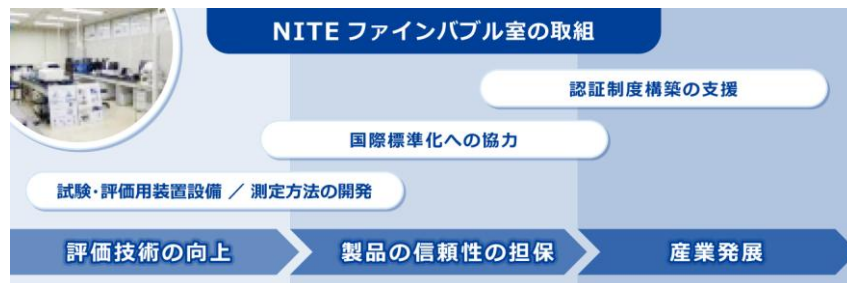 NITE ファインバブル室の取組
認証制度構築の支援
国際標準化への協力
試験・評価用装置設備 ／ 測定方法の開発
評価技術の向上
製品の信頼性の担保
産業発展